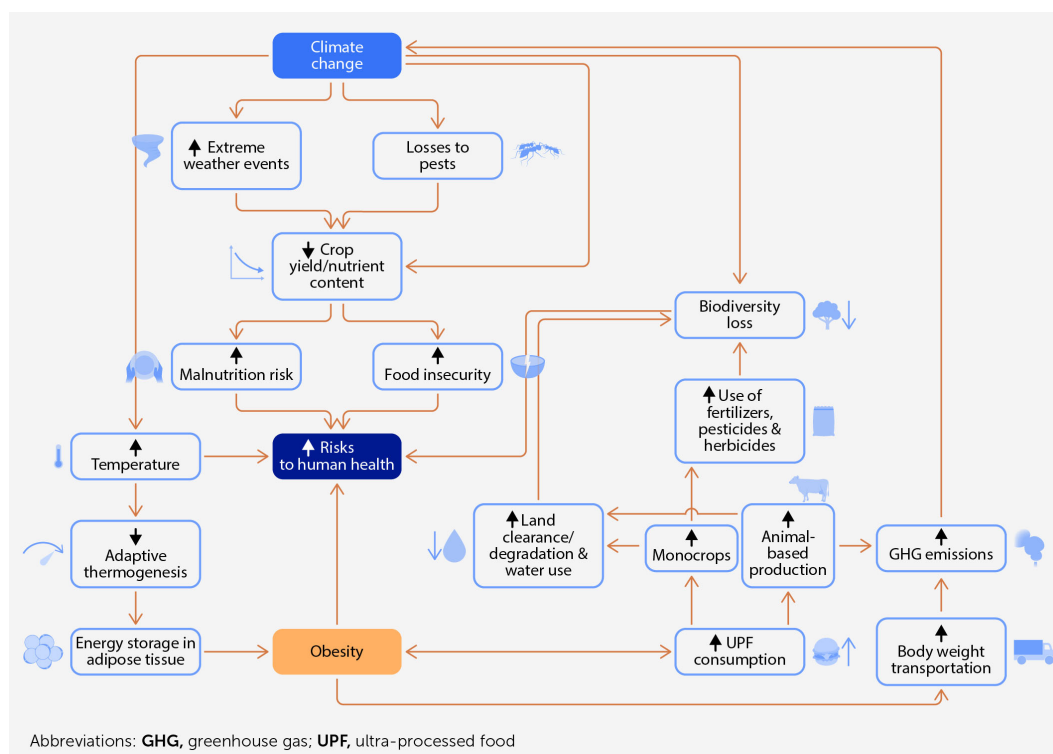 Climate
change
Extreme
weather events
Losses to
pests
Crop
yield/nutrient
content
Biodiversity
loss
Malnutrition risk
Food insecurity
Use of
fertilizers,
pesticides &
herbicides
Temperature
Risks
to human health
Land
clearance/
degradation &
water use
Monocrops
Animal-
based
production
GHG emissions
Adaptive
thermogenesis
Energy storage in
adipose tissue
Obesity
UPF
consumption
Body weight
transportation
Abbreviations: GHG, greenhouse gas; UPF, ultra-processed food